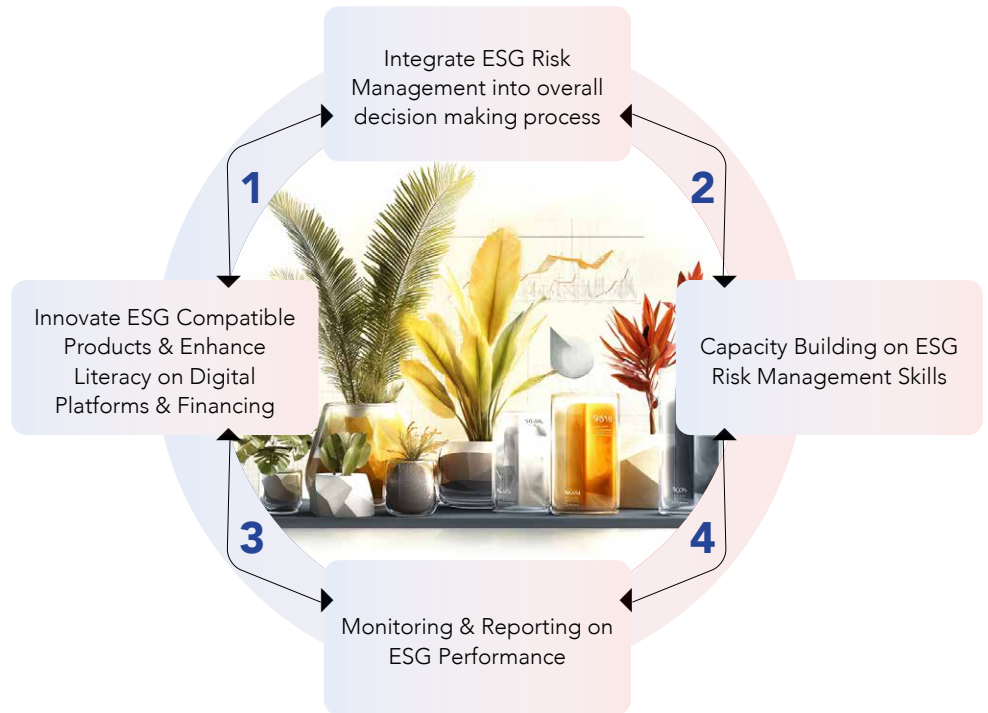 Integrate ESG Risk
Management into overall
decision making process
1
2
Innovate ESG Compatible
Products & Enhance
Literacy on Digital
Platforms & Financing
Capacity Building on ESG
Risk Management Skills
3
4
Monitoring & Reporting on
ESG Performance